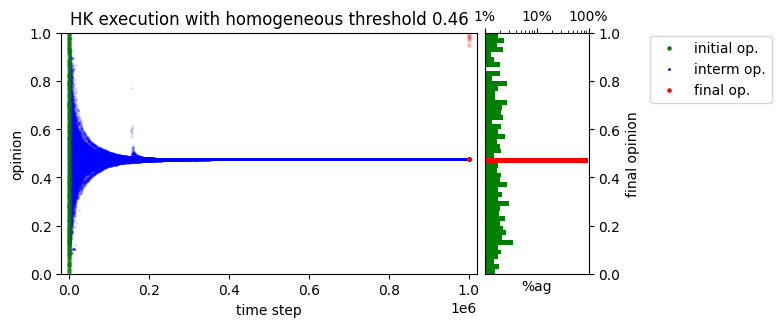 HK execution with homogeneous threshold 0.46
1% 10% 100%
initial op.
interm op.
final op.
opinion
1.0
0.8
0.6
0.4
0.2
0.0
0.0 0.2 0.4 0.6 0.8 1.0
1e6
time step
%ag
1.0
0.8
0.6
0.4
0.2
0.0
final opinion